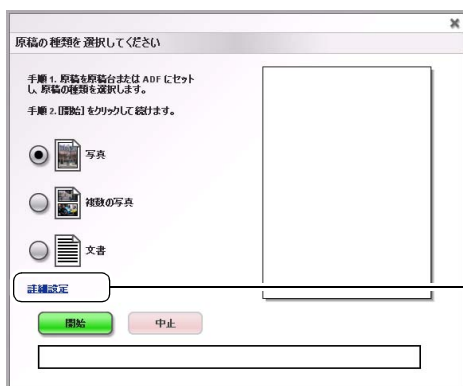 原稿の種類を選択してください
手順 1. 原稿を原稿台または ADF にセット
し、原稿の種類を選択します。
手順 2. [開始] をクリックして続けます。
写真
複数の写真
文書
詳細設定
開始
中止